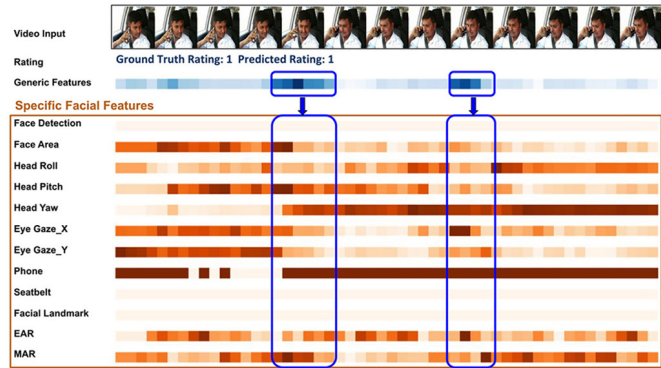 Video Input
Rating
Ground Truth Rating: 1 Predicted Rating: 1
Generic Features
Specific Facial Features
Face Detection
Face Area
Head Roll
Head Pitch
Head Yaw
Eye Gaze_X
Eye Gaze_Y
Phone
Seatbelt
Facial Landmark
EAR
MAR